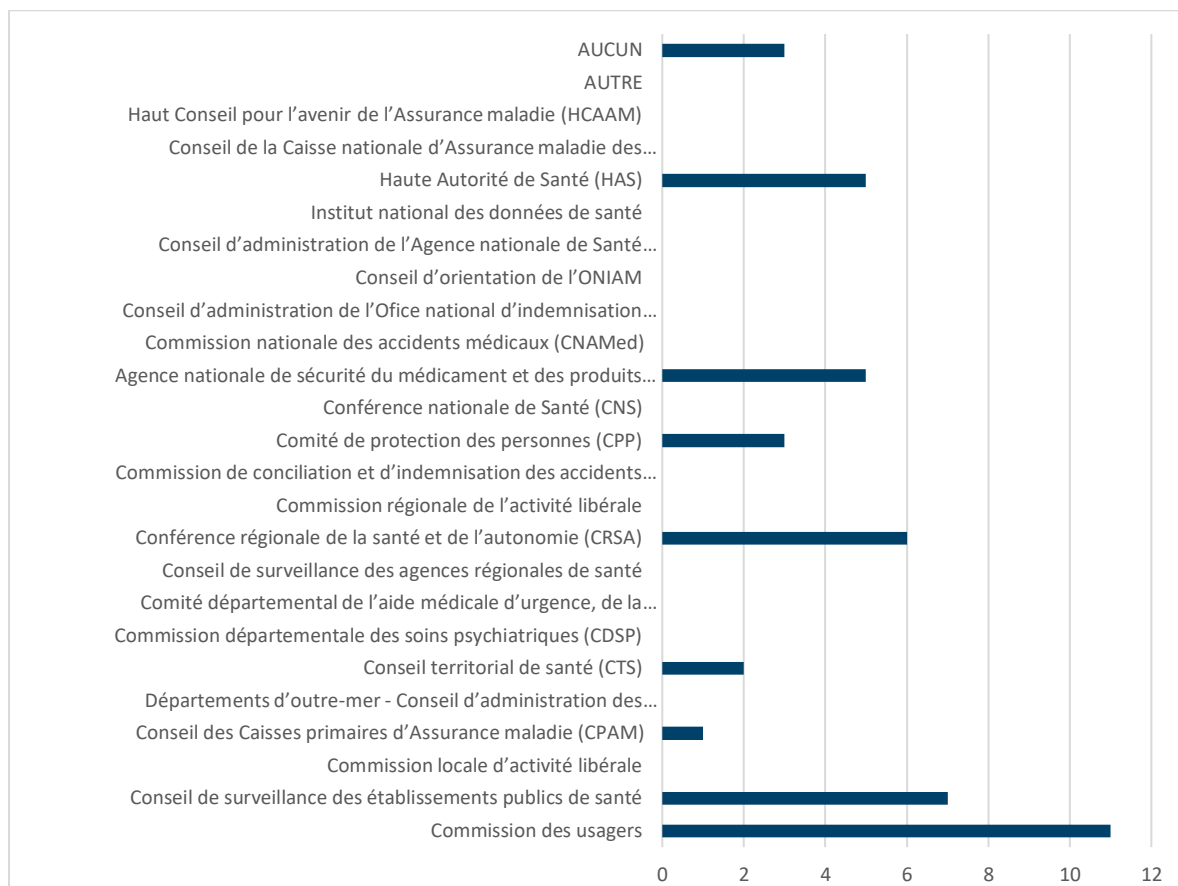 AUCUN
AUTRE
Haut Conseil pour l’avenir de l’Assurance maladie (HCAAM)
Conseil de la Caisse nationale d’Assurance maladie des…
Haute Autorité de Santé (HAS)
Institut national des données de santé
Conseil d’administration de l’Agence nationale de Santé…
Conseil d’orientation de l’ONIAM
Conseil d’administration de l’Ofice national d’indemnisation…
Commission nationale des accidents médicaux (CNAMed)
Agence nationale de sécurité du médicament et des produits…
Conférence nationale de Santé (CNS)
Comité de protection des personnes (CPP)
Commission de conciliation et d’indemnisation des accidents…
Commission régionale de l’activité libérale
Conférence régionale de la santé et de l’autonomie (CRSA)
Conseil de surveillance des agences régionales de santé
Comité départemental de l’aide médicale d’urgence, de la…
Commission départementale des soins psychiatriques (CDSP)
Conseil territorial de santé (CTS)
Départements d’outre-mer - Conseil d’administration des…
Conseil des Caisses primaires d’Assurance maladie (CPAM)
Commission locale d’activité libérale
Conseil de surveillance des établissements publics de santé
Commission des usagers
0 2 4 6 8 10 12